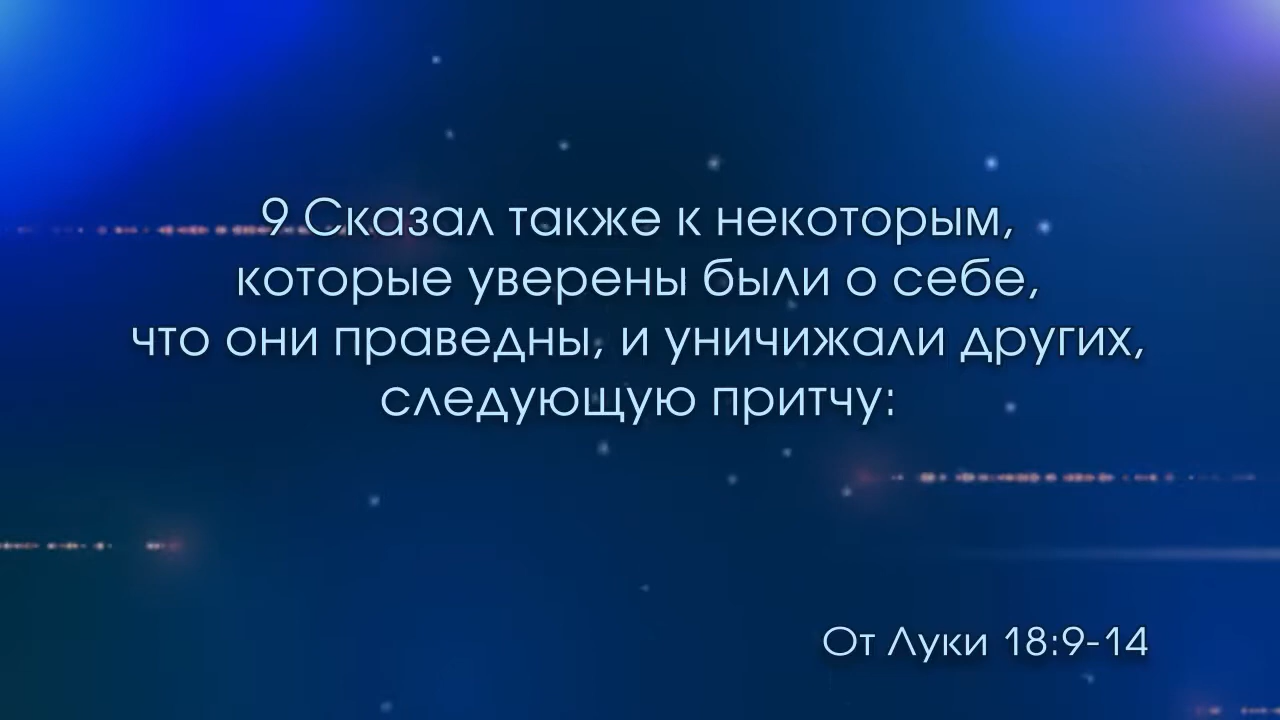 9 Сказал также к некоторым,
которые уверены были о себе,
что они праведны, и уничижали других,
следующую притчу:
От Луки 18:9-14